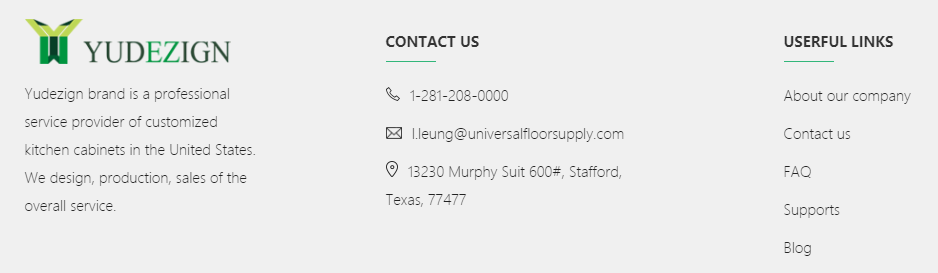 YUDEZIGN
Yudezign brand is a professional
service provider of customized
kitchen cabinets in the United States.
We design, production, sales of the
overall service.
CONTACT US
1-281-208-0000
l.leung@universalfloorsupply.com
13230 Murphy Suit 600#, Stafford,
Texas, 77477
USERFUL LINKS
About our company
Contact us
FAQ
Supports
Blog